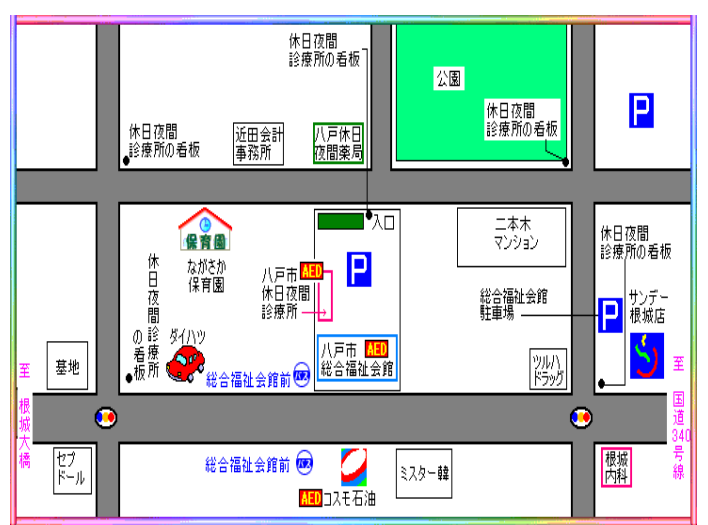 休日夜間
診療所の看板
公園
休日夜間
診療所の看板
P
休日夜間
診療所の看板
近田会計
事務所
八戸休日
夜間薬局
入口
保育園
ながさか
保育園
休日夜間診療所
の看板
八戸市
休日夜間
診療所
AED
P
二本木
マンション
休日夜間
診療所の看板
総合福祉会館
駐車場
P
サンデー
根城店
ダイハツ
八戸市 AED
総合福祉会館
ツルハ
ドラッグ
墓地
総合福祉会館前 バス
至 根城大橋
至 国道340号線
セブ
ドール
総合福祉会館前 バス
AED コスモ石油
ミスター韓
根城
内科